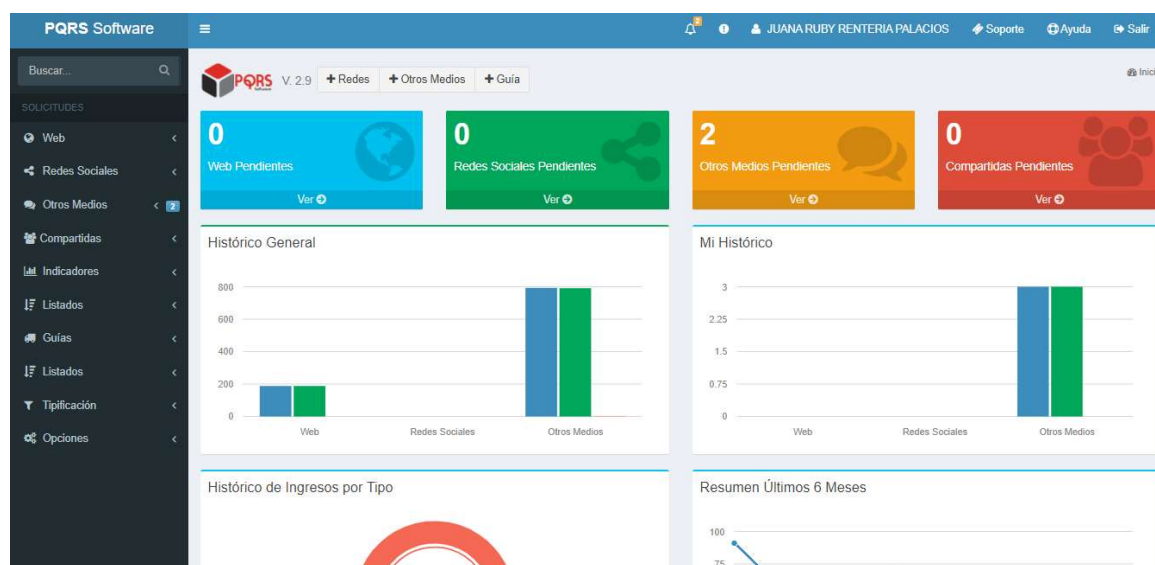 PQRS Software
2
JUANA RUBY RENTERIA PALACIOS
Soporte
Ayuda
Salir
Buscar...
PQRS
Software
V. 2.9
+ Redes
+ Otros Medios
+ Guía
Inici
SOLICITUDES
Web
Redes Sociales
Otros Medios
2
Compartidas
Indicadores
Listados
Guías
Listados
Tipificación
Opciones
0
Web Pendientes
Ver
0
Redes Sociales Pendientes
Ver
2
Otros Medios Pendientes
Ver
0
Compartidas Pendientes
Ver
Histórico General
800
600
400
200
0
Web
Redes Sociales
Otros Medios
Mi Histórico
3
2.25
1.5
0.75
0
Web
Redes Sociales
Otros Medios
Histórico de Ingresos por Tipo
Resumen Últimos 6 Meses
100
75